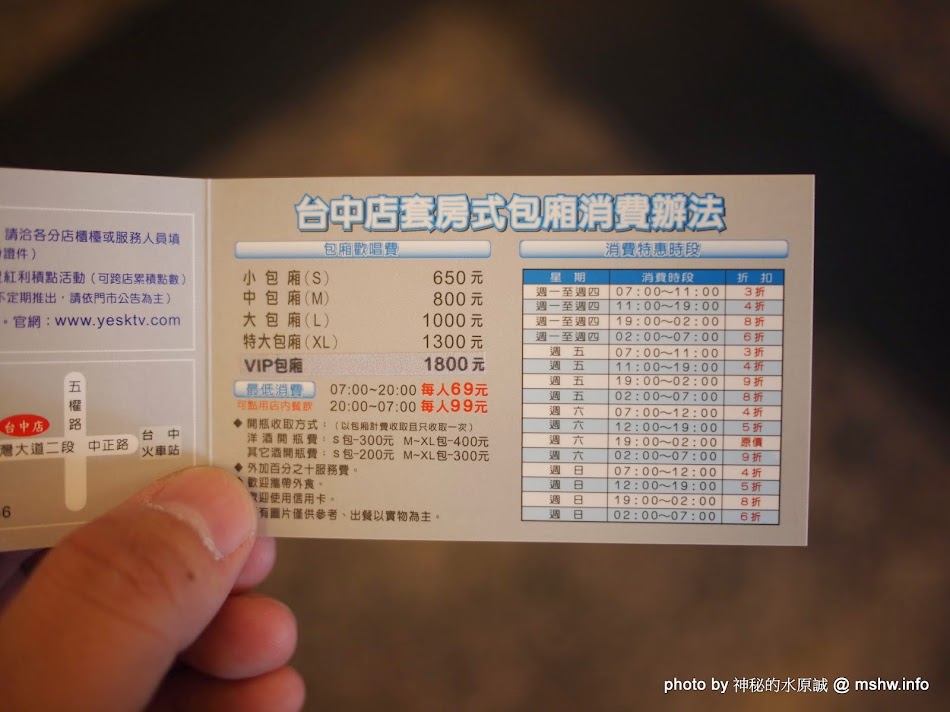 請洽各分店櫃檯或服務人員填
證件）
紅利積點活動（可跨店累積點數）
不定期推出，請依門市公告為主）
。官網：www.yesktv.com
五權路
台中店
灣大道二段 中正路
台中
火車站
6
台中店套房式包廂消費辦法
包廂歡唱費
小包廂(S) 650元
中包廂(M) 800元
大包廂(L) 1000元
特大包廂(XL) 1300元
VIP包廂 1800元
最低消費 07:00~20:00 每人69元
可點用店內餐飲 20:00~07:00 每人99元
◆ 開瓶收取方式：（以包廂計費收取且只收取一次）
洋酒開瓶費：S包-300元 M~XL包-400元
其它酒開瓶費：S包-200元 M~XL包-300元
◆ 外加百分之十服務費。
◆ 歡迎攜帶外食。
迎使用信用卡。
有圖片僅供參考、出餐以實物為主。
消費特惠時段
星期 消費時段 折扣
週一至週四 07:00~11:00 3折
週一至週四 11:00~19:00 4折
週一至週四 19:00~02:00 8折
週一至週四 02:00~07:00 6折
週五 07:00~11:00 3折
週五 11:00~19:00 4折
週五 19:00~02:00 9折
週五 02:00~07:00 8折
週六 07:00~12:00 4折
週六 12:00~19:00 5折
週六 19:00~02:00 原價
週六 02:00~07:00 9折
週日 07:00~12:00 4折
週日 12:00~19:00 5折
週日 19:00~02:00 8折
週日 02:00~07:00 6折
photo by 神秘的水原誠 @ mshw.info